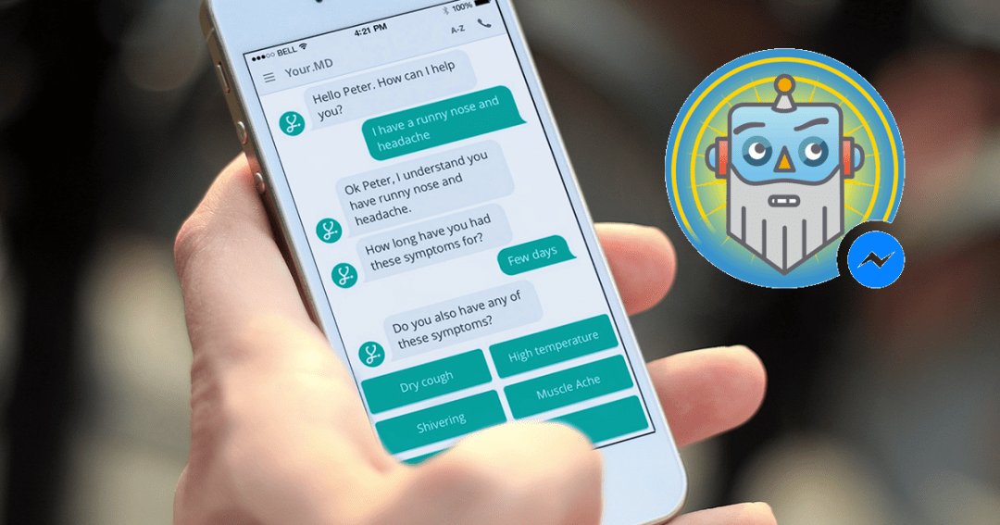 BELL 4:21 PM 100%
Your.MD A-Z
Hello Peter. How can I help
you?
I have a runny nose and
headache
Ok Peter, I understand you
have runny nose and
headache.
How long have you had
these symptoms for?
Few days
Do you also have any of
these symptoms?
Dry cough High temperature
Shivering Muscle Ache